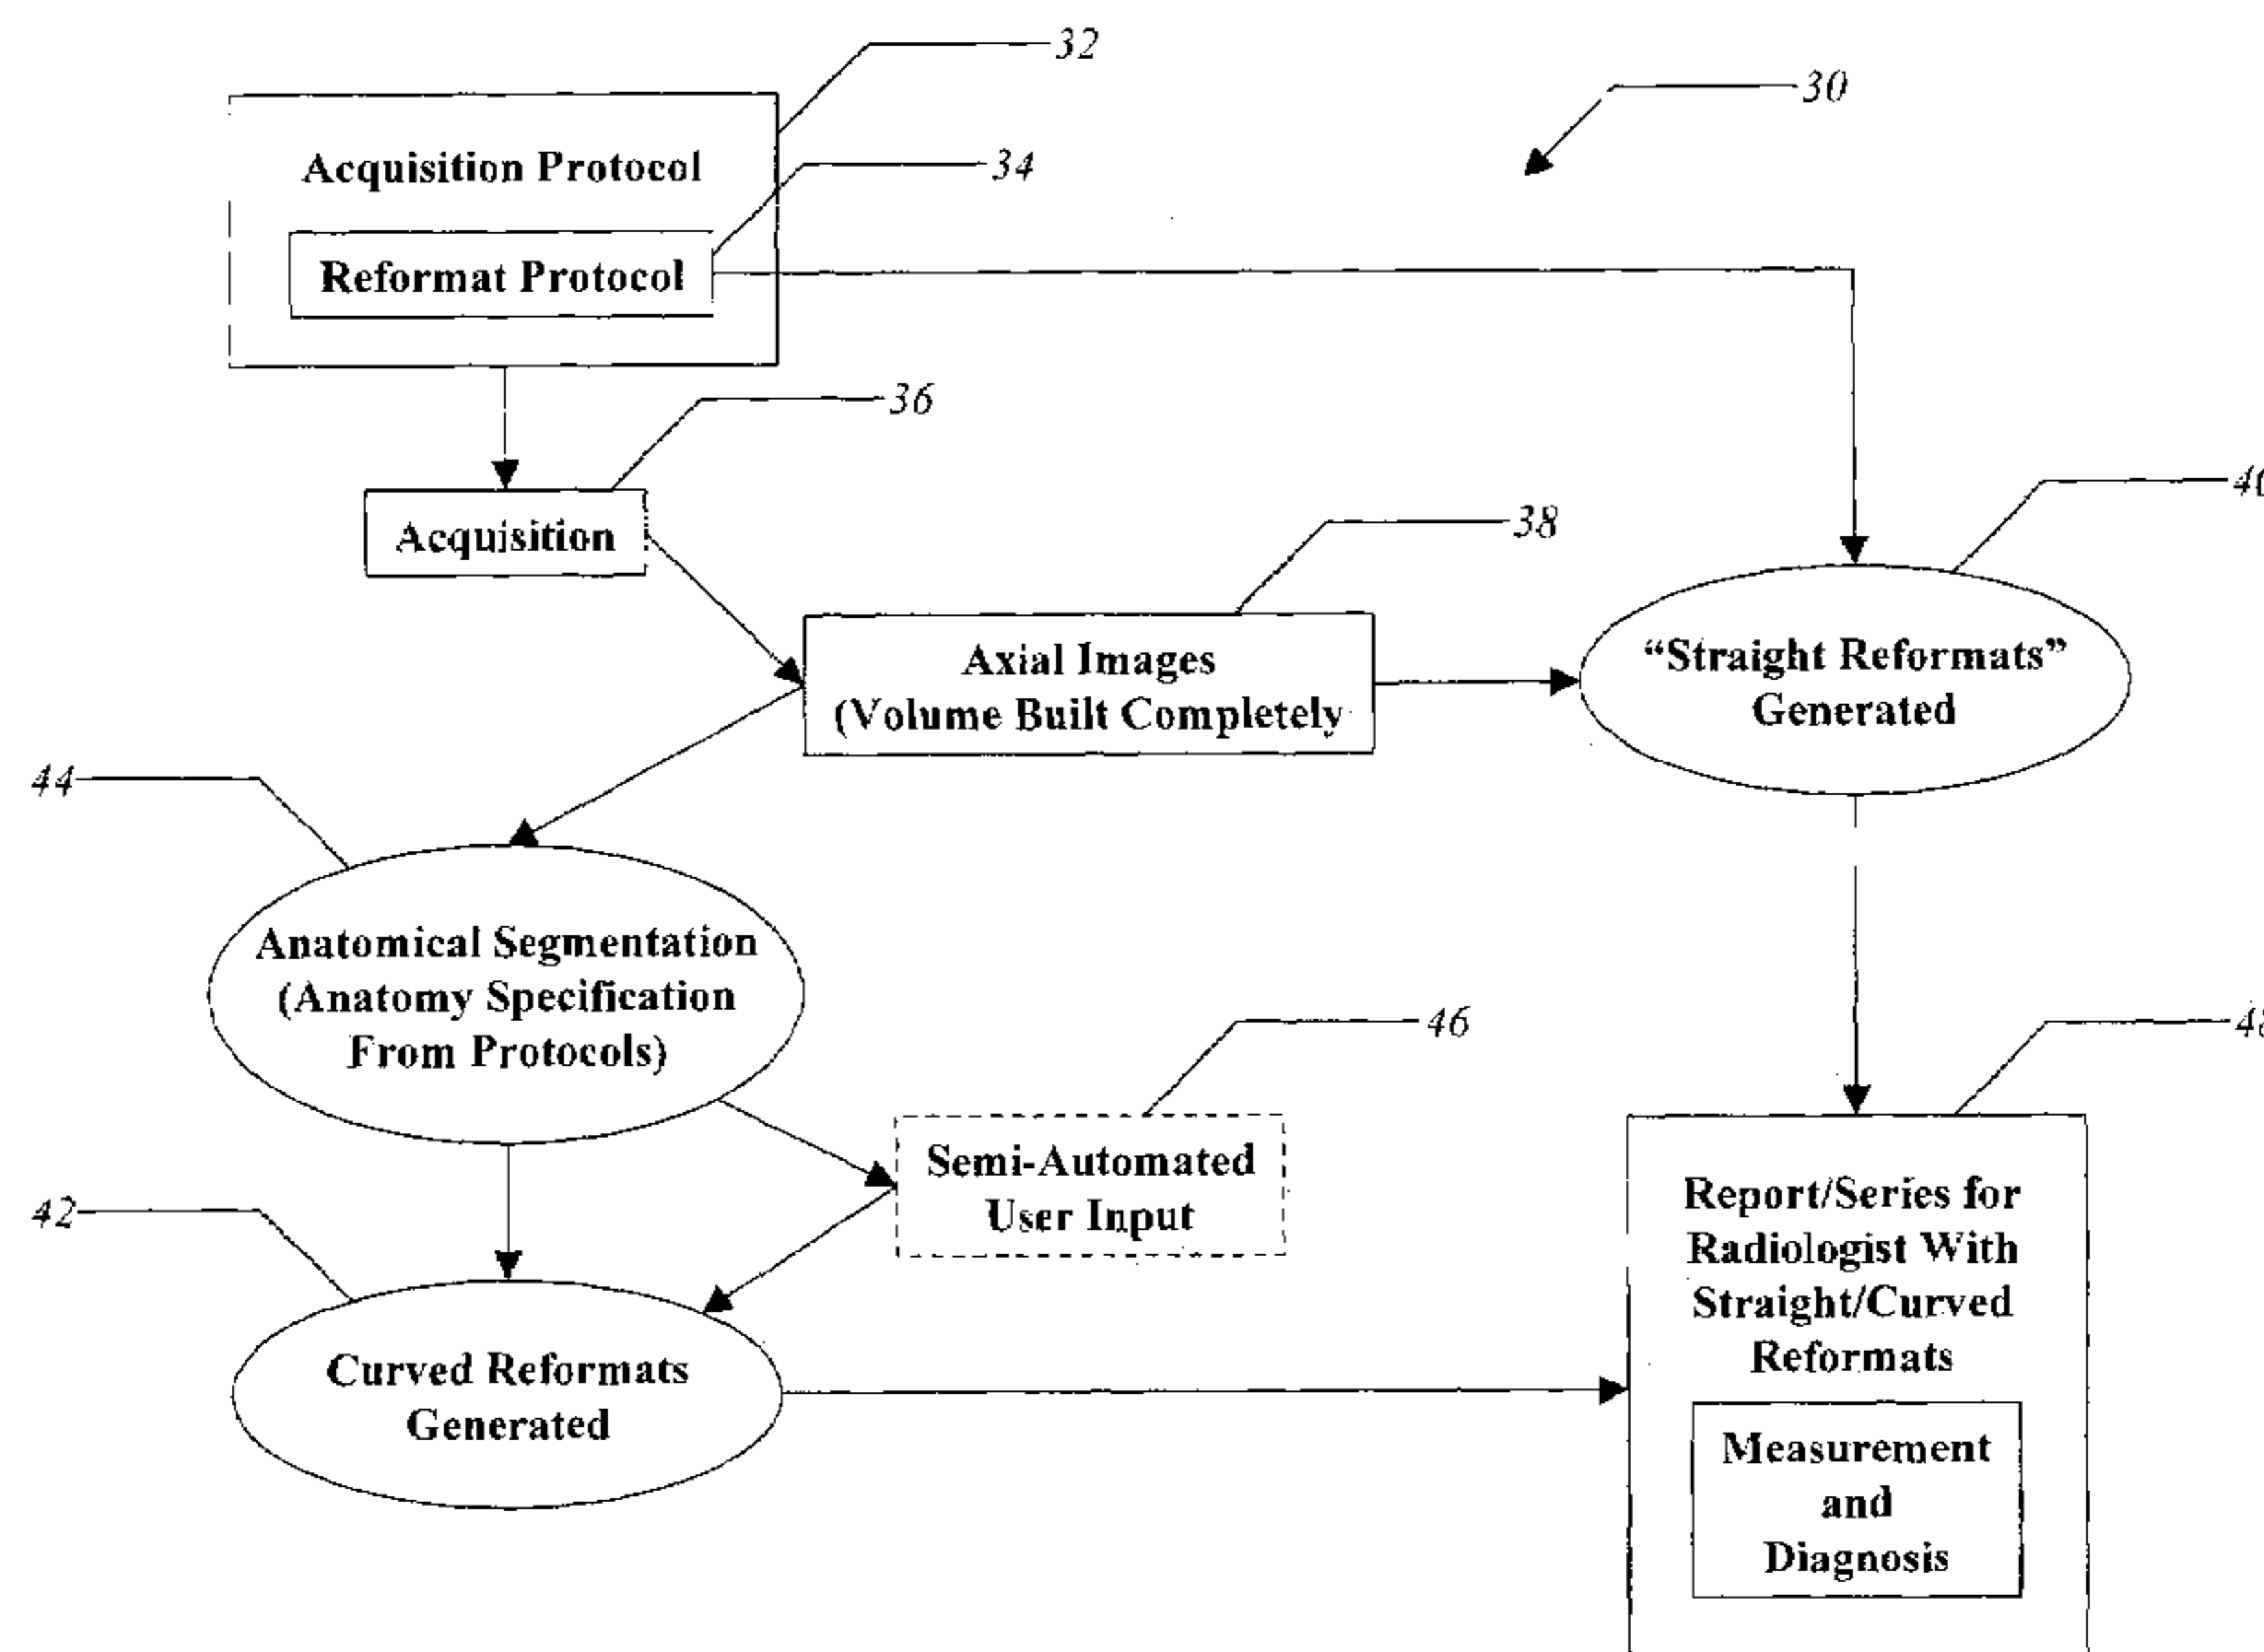 32
30
Acquisition Protocol
34
Reformat Protocol
36
Acquisition
38
Axial Images
(Volume Built Completely
“Straight Reformats”
Generated
44
Anatomical Segmentation
(Anatomy Specification
From Protocols)
46
Semi-Automated
User Input
42
Curved Reformats
Generated
Report/Series for
Radiologist With
Straight/Curved
Reformats
Measurement
and
Diagnosis